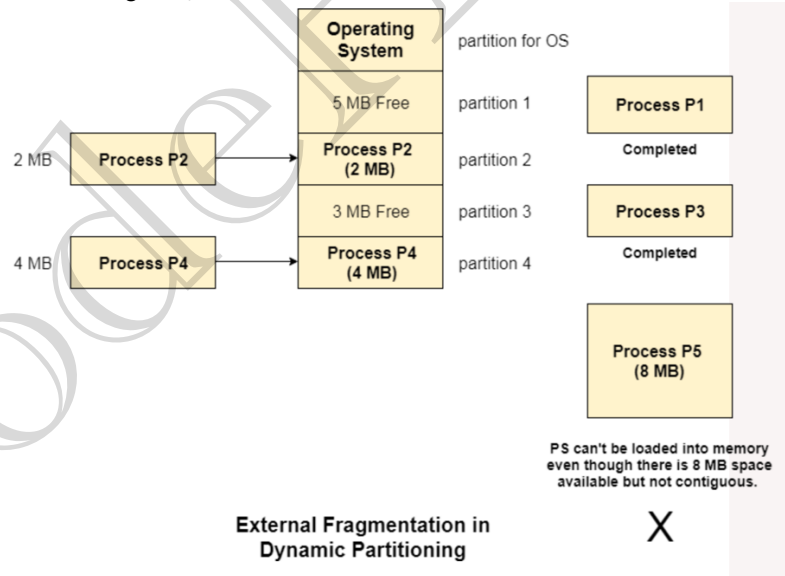 Operating
System
partition for OS
5 MB Free
partition 1
Process P1
Completed
2 MB
Process P2
Process P2
(2 MB)
partition 2
3 MB Free
partition 3
Process P3
Completed
4 MB
Process P4
Process P4
(4 MB)
partition 4
Process P5
(8 MB)
PS can't be loaded into memory
even though there is 8 MB space
available but not contiguous.
X
External Fragmentation in
Dynamic Partitioning